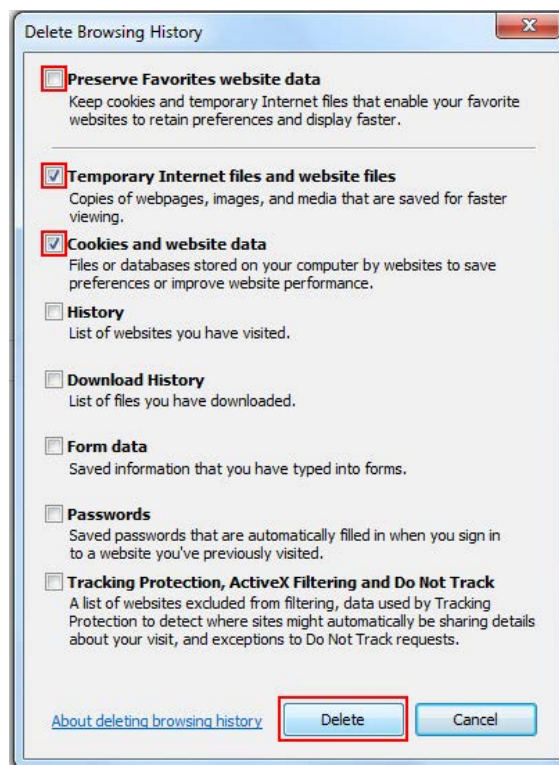 Delete Browsing History
Preserve Favorites website data
Keep cookies and temporary Internet files that enable your favorite
websites to retain preferences and display faster.
Temporary Internet files and website files
Copies of webpages, images, and media that are saved for faster
viewing.
Cookies and website data
Files or databases stored on your computer by websites to save
preferences or improve website performance.
History
List of websites you have visited.
Download History
List of files you have downloaded.
Form data
Saved information that you have typed into forms.
Passwords
Saved passwords that are automatically filled in when you sign in
to a website you've previously visited.
Tracking Protection, ActiveX Filtering and Do Not Track
A list of websites excluded from filtering, data used by Tracking
Protection to detect where sites might automatically be sharing details
about your visit, and exceptions to Do Not Track requests.
About deleting browsing history
Delete
Cancel